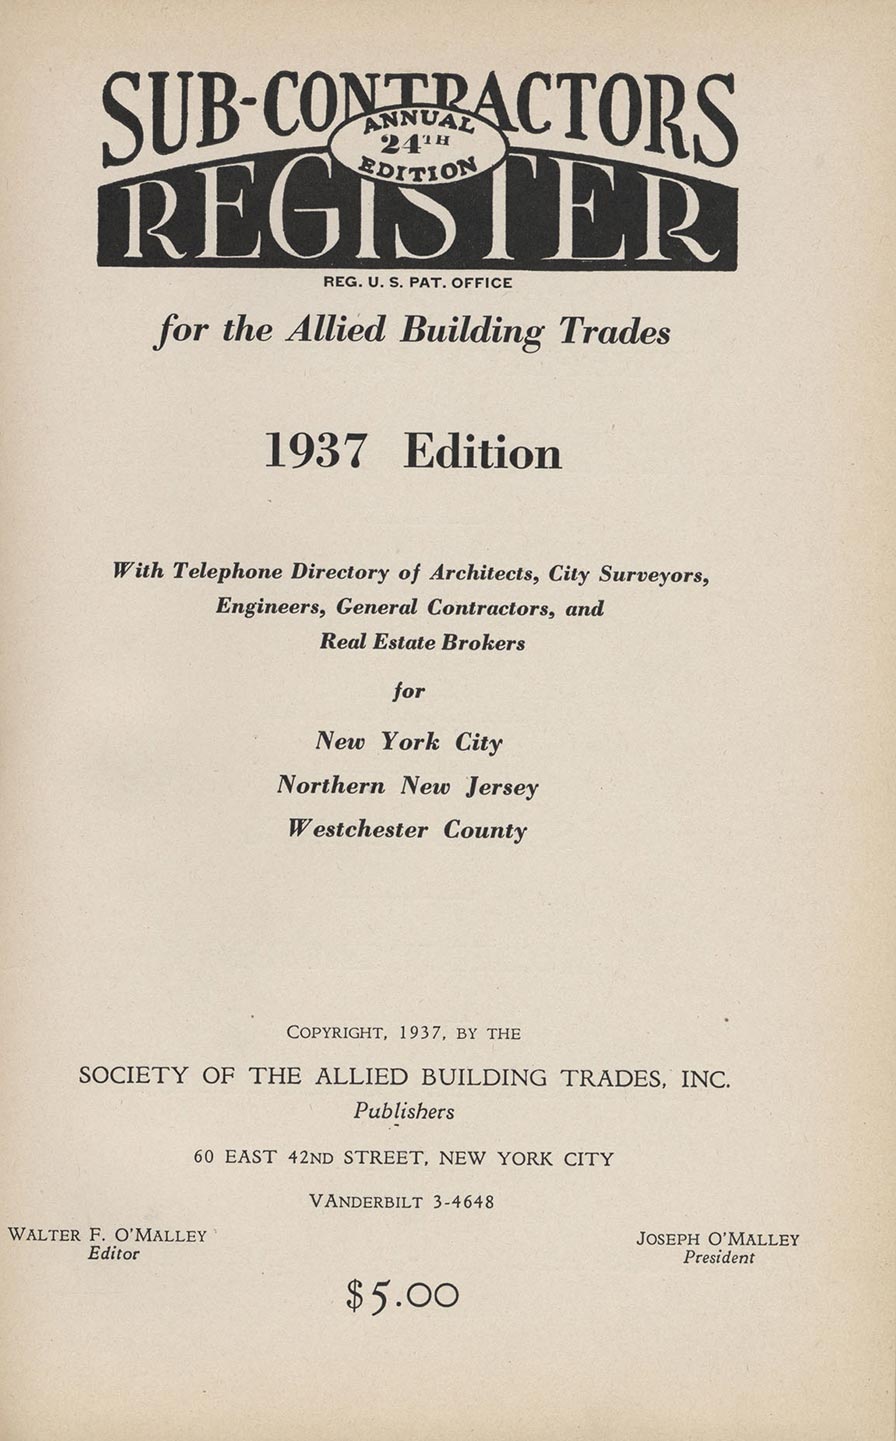 SUB-CONTRACTORS
ANNUAL
24TH
EDITION
REGISTER
REG. U. S. PAT. OFFICE
for the Allied Building Trades
1937 Edition
With Telephone Directory of Architects, City Surveyors,
Engineers, General Contractors, and
Real Estate Brokers
for
New York City
Northern New Jersey
Westchester County
COPYRIGHT, 1937, BY THE
SOCIETY OF THE ALLIED BUILDING TRADES, INC.
Publishers
60 EAST 42ND STREET, NEW YORK CITY
VANDERBILT 3-4648
WALTER F. O'MALLEY
Editor
JOSEPH O'MALLEY
President
$5.00